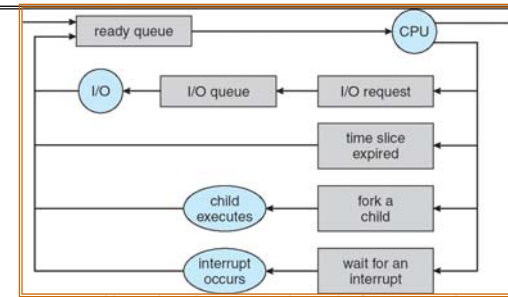 ready queue
CPU
I/O
I/O queue
I/O request
time slice
expired
child
executes
fork a
child
interrupt
occurs
wait for an
interrupt